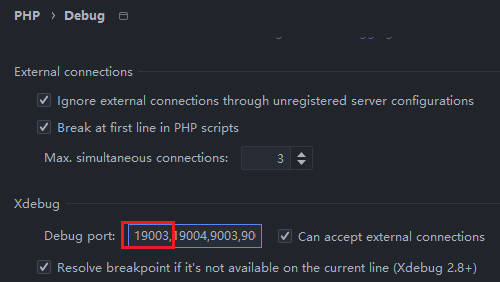 PHP › Debug
External connections
Ignore external connections through unregistered server configurations
Break at first line in PHP scripts
Max. simultaneous connections: 3
Xdebug
Debug port: 19003,19004,9003,90 Can accept external connections
Resolve breakpoint if it's not available on the current line (Xdebug 2.8+)